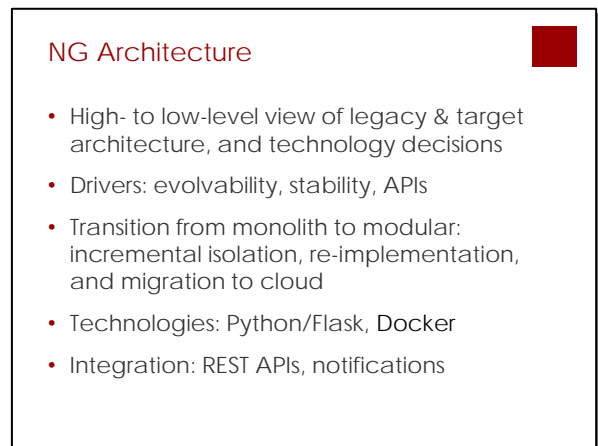 NG Architecture
• High- to low-level view of legacy & target
architecture, and technology decisions
• Drivers: evolvability, stability, APIs
• Transition from monolith to modular:
incremental isolation, re-implementation,
and migration to cloud
• Technologies: Python/Flask, Docker
• Integration: REST APIs, notifications